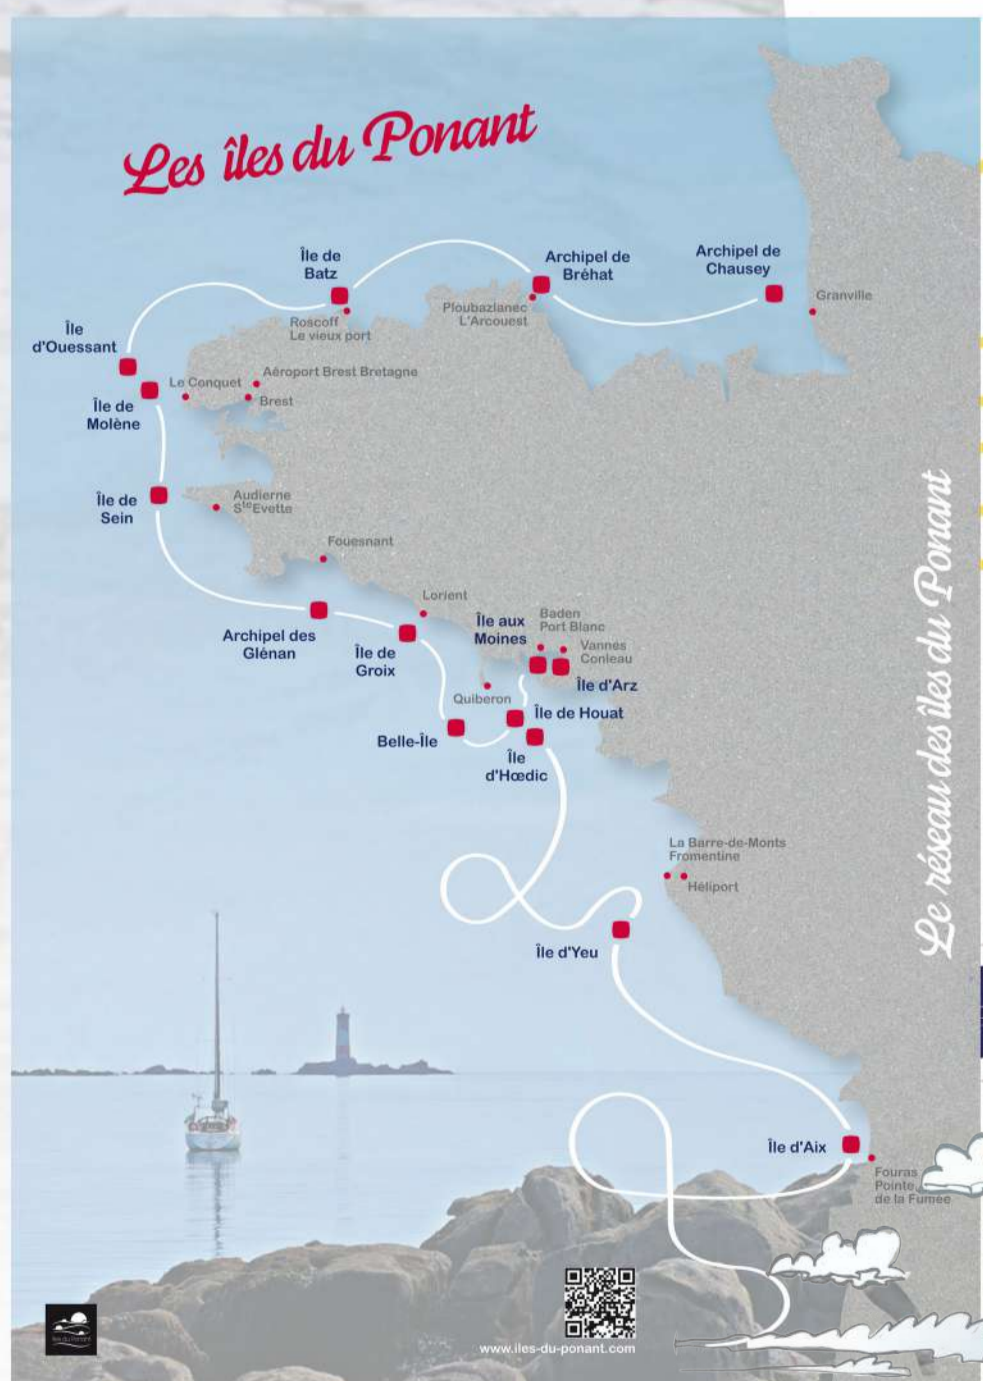 Les îles du Ponant
Île de
Batz
Archipel de
Bréhat
Archipel de
Chausey
Granville
Ploubazlanec
L'Arcouest
Roscoff
Le vieux port
Île
d'Ouessant
Aéroport Brest Bretagne
Le Conquet
Brest
Île de
Molène
Île de
Sein
Audierne
SteEvette
Fouesnant
Lorient
Île aux
Moines
Baden
Port Blanc
Vannes
Conleau
Archipel des
Glénan
Île de
Groix
Île d'Arz
Quiberon
Île de Houat
Belle-Île
Île
d'Hœdic
La Barre-de-Monts
Fromentine
Héliport
Île d'Yeu
Île d'Aix
Fouras
Pointe
de la Fumée
Le réseau des îles du Ponant
Iles du Ponant
www.iles-du-ponant.com